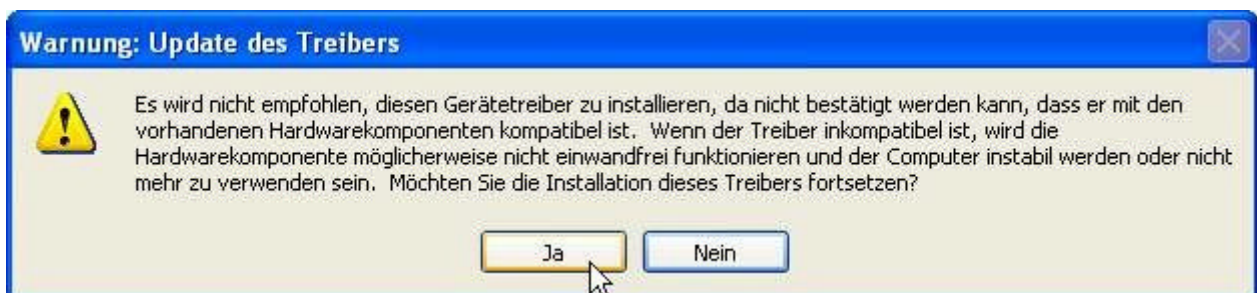 Warnung: Update des Treibers
Es wird nicht empfohlen, diesen Gerätetreiber zu installieren, da nicht bestätigt werden kann, dass er mit den
vorhandenen Hardwarekomponenten kompatibel ist. Wenn der Treiber inkompatibel ist, wird die
Hardwarekomponente möglicherweise nicht einwandfrei funktionieren und der Computer instabil werden oder nicht
mehr zu verwenden sein. Möchten Sie die Installation dieses Treibers fortsetzen?
Ja
Nein